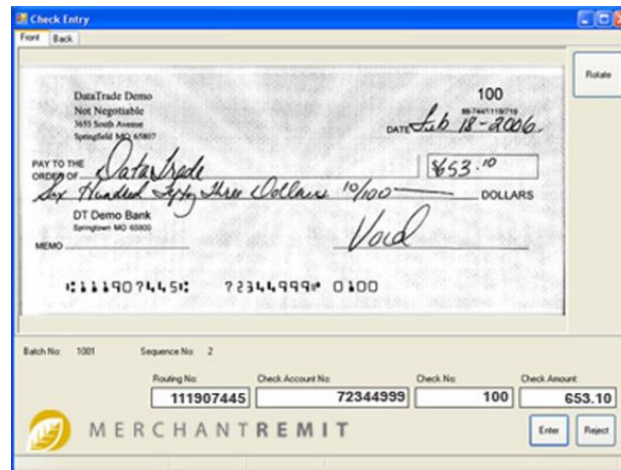 Check Entry
Front Back
Rotate
DataTrade Demo
Not Negotiable
3653 South Avenue
Springfield MO 65807
100
DATE Feb 18-2006
PAY TO THE
ORDER OF DataTrade $653.10
Six Hundred Fifty Three Dollars 10/100 DOLLARS
DT Demo Bank
Springtown MO 65800
MEMO Void
⑆111907445⑆ 72344999⑈ 0100
Batch No: 1001 Sequence No: 2
Routing No: Check Account No: Check No: Check Amount:
111907445 72344999 100 653.10
MERCHANTREMIT
Enter Reject